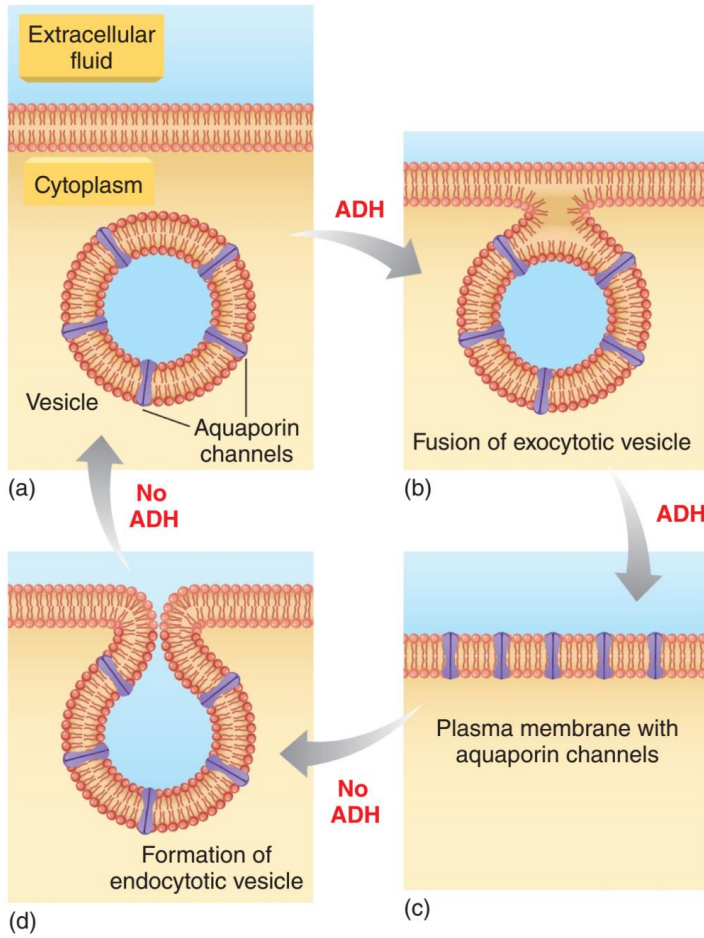 Extracellular
fluid
Cytoplasm
Vesicle
Aquaporin
channels
(a)
ADH
Fusion of exocytotic vesicle
(b)
ADH
Plasma membrane with
aquaporin channels
(c)
No
ADH
Formation of
endocytotic vesicle
(d)
No
ADH